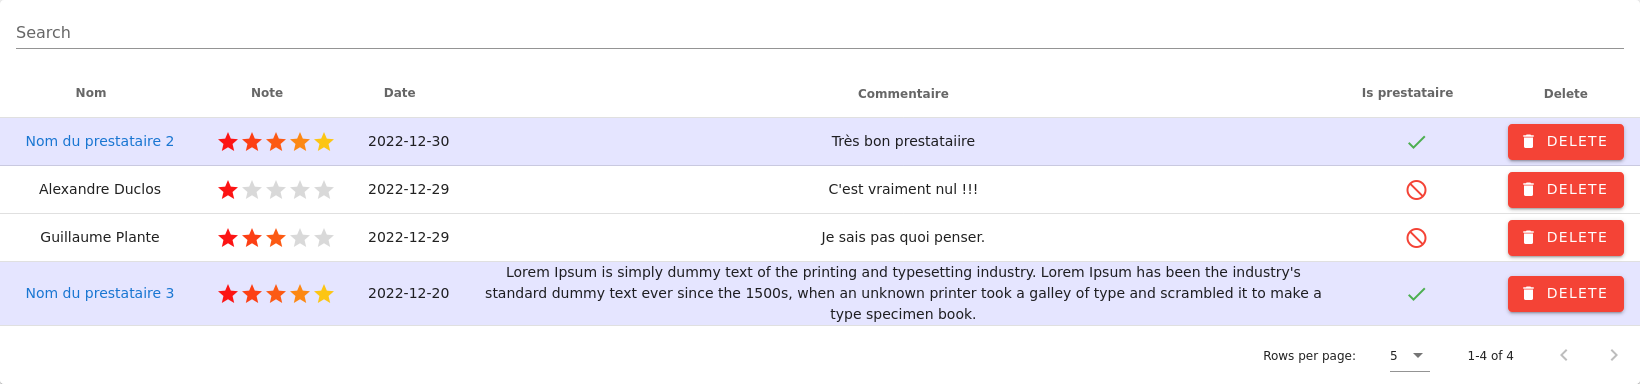 Search
Nom Note Date Commentaire Is prestataire Delete
Nom du prestataire 2 2022-12-30 Très bon prestataiire DELETE
Alexandre Duclos 2022-12-29 C'est vraiment nul !!! DELETE
Guillaume Plante 2022-12-29 Je sais pas quoi penser. DELETE
Lorem Ipsum is simply dummy text of the printing and typesetting industry. Lorem Ipsum has been the industry's
Nom du prestataire 3 2022-12-20 standard dummy text ever since the 1500s, when an unknown printer took a galley of type and scrambled it to make a DELETE
type specimen book.
Rows per page: 5 1-4 of 4